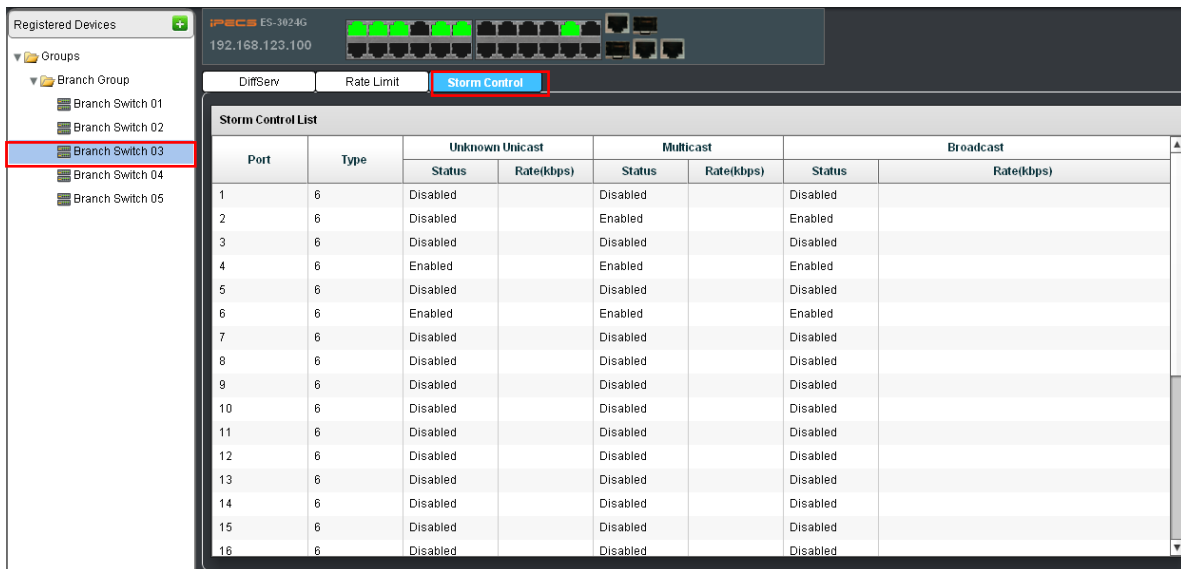 Registered Devices
Groups
Branch Group
Branch Switch 01
Branch Switch 02
Branch Switch 03
Branch Switch 04
Branch Switch 05
iPECS ES-3024G
192.168.123.100
DiffServ Rate Limit Storm Control
Storm Control List
Port Type Unknown Unicast Multicast Broadcast
Status Rate(kbps) Status Rate(kbps) Status Rate(kbps)
1 6 Disabled Disabled Disabled
2 6 Disabled Enabled Enabled
3 6 Disabled Disabled Disabled
4 6 Enabled Enabled Enabled
5 6 Disabled Disabled Disabled
6 6 Enabled Enabled Enabled
7 6 Disabled Disabled Disabled
8 6 Disabled Disabled Disabled
9 6 Disabled Disabled Disabled
10 6 Disabled Disabled Disabled
11 6 Disabled Disabled Disabled
12 6 Disabled Disabled Disabled
13 6 Disabled Disabled Disabled
14 6 Disabled Disabled Disabled
15 6 Disabled Disabled Disabled
16 6 Disabled Disabled Disabled